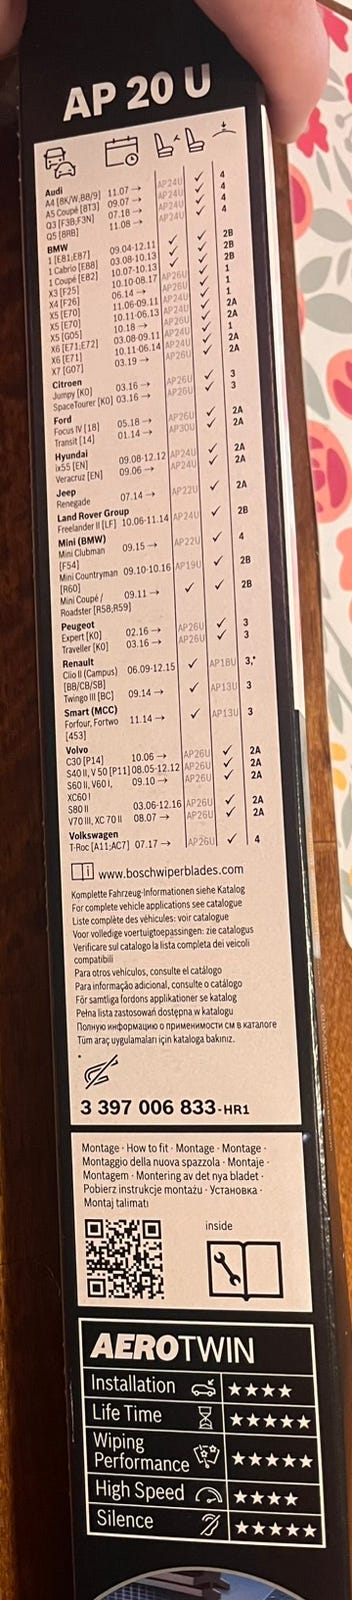 AP 20 U
Audi
A4 [8K/W,B8/9] 11.07 → AP24U ✓ 4
A5 Coupé [8T3] 09.07 → AP24U ✓ 4
Q3 [F3B.F3N] 07.18 → AP24U ✓ 4
Q5 [8RB] 11.08 → AP24U ✓ 4
BMW
1 [E81,E87] 09.04-12.11 ✓ ✓ 2B
1 Cabrio [E88] 03.08-10.13 ✓ ✓ 2B
1 Coupé [E82] 10.07-10.13 ✓ ✓ 2B
X3 [F25] 10.10-08.17 AP26U ✓ 1
X4 [F26] 06.14 → AP26U ✓ 1
X5 [E70] 11.06-09.11 AP24U ✓ 1
X5 [E70] 10.11-06.13 AP24U ✓ 2A
X5 [G05] 10.18 → AP26U ✓ 1
X6 [E71,E72] 03.08-09.11 AP24U ✓ 2A
X6 [E71] 10.11-06.14 AP24U ✓ 2A
X7 [G07] 03.19 → AP26U ✓
Citroen
Jumpy [K0] 03.16 → AP26U ✓ 3
SpaceTourer [K0] 03.16 → AP26U ✓ 3
Ford
Focus IV [18] 05.18 → AP26U ✓ 2A
Transit [14] 01.14 → AP30U ✓ 2A
Hyundai
ix55 [EN] 09.08-12.12 AP24U ✓ 2A
Veracruz [EN] 09.06 → AP24U ✓ 2A
Jeep
Renegade 07.14 → AP22U ✓ 2A
Land Rover Group
Freelander II [LF] 10.06-11.14 AP24U ✓ 2B
Mini (BMW)
Mini Clubman 09.15 → AP22U ✓ 4
[F54]
Mini Countryman 09.10-10.16 AP19U ✓ 2B
[R60]
Mini Coupé / 09.11 → ✓ ✓ 2B
Roadster [R58,R59]
Peugeot
Expert [K0] 02.16 → AP26U ✓ 3
Traveller [K0] 03.16 → AP26U ✓ 3
Renault
Clio II (Campus) 06.09-12.15 ✓ AP18U 3,*
[BB/CB/SB]
Twingo III [BC] 09.14 → ✓ AP13U 3
Smart (MCC)
Forfour, Fortwo 11.14 → ✓ AP13U 3
[453]
Volvo
C30 [P14] 10.06 → AP26U ✓ 2A
S40 II, V 50 [P11] 08.05-12.12 AP26U ✓ 2A
S60 II, V60 I, 09.10 → AP26U ✓ 2A
XC60 I
S80 II 03.06-12.16 AP26U ✓ 2A
V70 III, XC 70 II 08.07 → AP26U ✓ 2A
Volkswagen
T-Roc [A11;AC7] 07.17 → AP26U ✓ 4
www.boschwiperblades.com
Komplette Fahrzeug-Informationen siehe Katalog
For complete vehicle applications see catalogue
Liste complète des véhicules: voir catalogue
Voor volledige voertuigtoepassingen: zie catalogus
Verificare sul catalogo la lista completa dei veicoli
compatibili
Para otros vehículos, consulte el catálogo
Para informação adicional, consulte o catálogo
För samtliga fordons applikationer se katalog
Pełna lista zastosowań dostępna w katalogu
Полную информацию о применимости см в каталоге
Tüm araç uygulamaları için kataloga bakınız.
*
3 397 006 833-HR1
Montage · How to fit · Montage · Montage ·
Montaggio della nuova spazzola · Montaje ·
Montagem · Montering av det nya bladet ·
Pobierz instrukcje montażu · Установка ·
Montaj talimatı
inside
AEROTWIN
Installation ★★★★
Life Time ★★★★★
Wiping
Performance ★★★★★
High Speed ★★★★
Silence ★★★★★